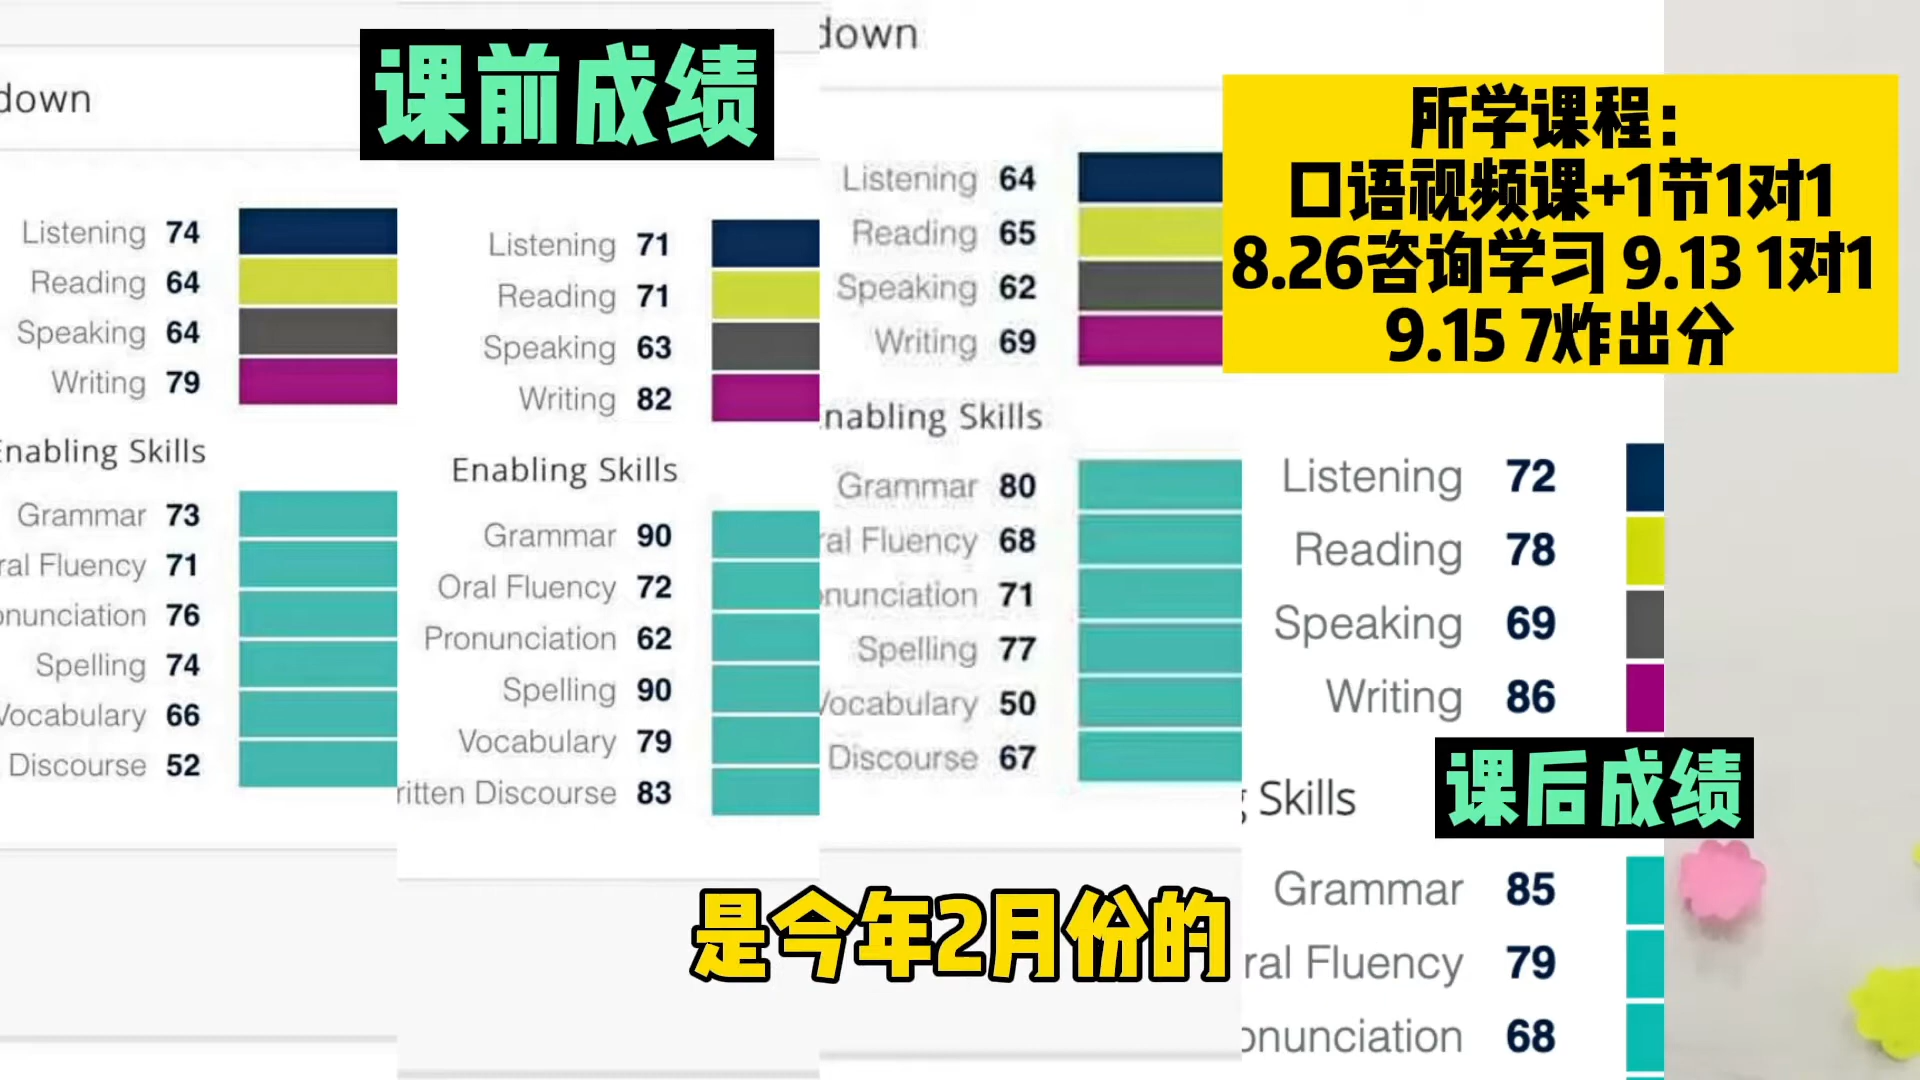 课前成绩
down
Listening 74
Reading 64
Speaking 64
Writing 79
Enabling Skills
Grammar 73
ral Fluency 71
onunciation 76
Spelling 74
Vocabulary 66
Discourse 52
Listening 71
Reading 71
Speaking 63
Writing 82
Enabling Skills
Grammar 90
Oral Fluency 72
Pronunciation 62
Spelling 90
Vocabulary 79
ritten Discourse 83
down
Listening 64
Reading 65
Speaking 62
Writing 69
nabling Skills
Grammar 80
ral Fluency 68
onunciation 71
Spelling 77
Vocabulary 50
Discourse 67
所学课程：
口语视频课+1节1对1
8.26咨询学习 9.13 1对1
9.15 7炸出分
Listening 72
Reading 78
Speaking 69
Writing 86
课后成绩
g Skills
Grammar 85
ral Fluency 79
onunciation 68
是今年2月份的